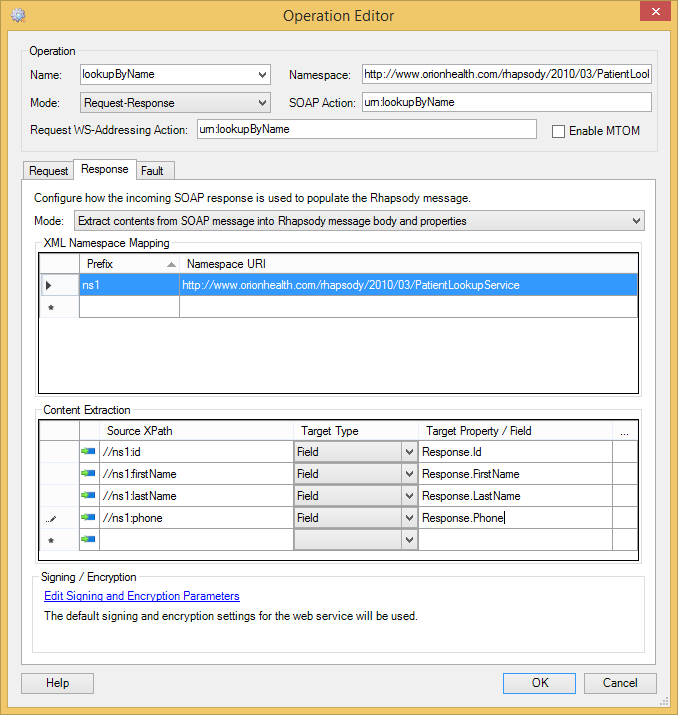 Operation Editor
Operation
Name: lookupByName Namespace: http://www.orionhealth.com/rhapsody/2010/03/PatientLook
Mode: Request-Response SOAP Action: urn:lookupByName
Request WS-Addressing Action: urn:lookupByName Enable MTOM
Request Response Fault
Configure how the incoming SOAP response is used to populate the Rhapsody message.
Mode: Extract contents from SOAP message into Rhapsody message body and properties
XML Namespace Mapping
Prefix Namespace URI
ns1 http://www.orionhealth.com/rhapsody/2010/03/PatientLookupService
Content Extraction
Source XPath Target Type Target Property / Field ...
//ns1:id Field Response.Id
//ns1:firstName Field Response.FirstName
//ns1:lastName Field Response.LastName
//ns1:phone Field Response.Phone
Signing / Encryption
Edit Signing and Encryption Parameters
The default signing and encryption settings for the web service will be used.
Help OK Cancel